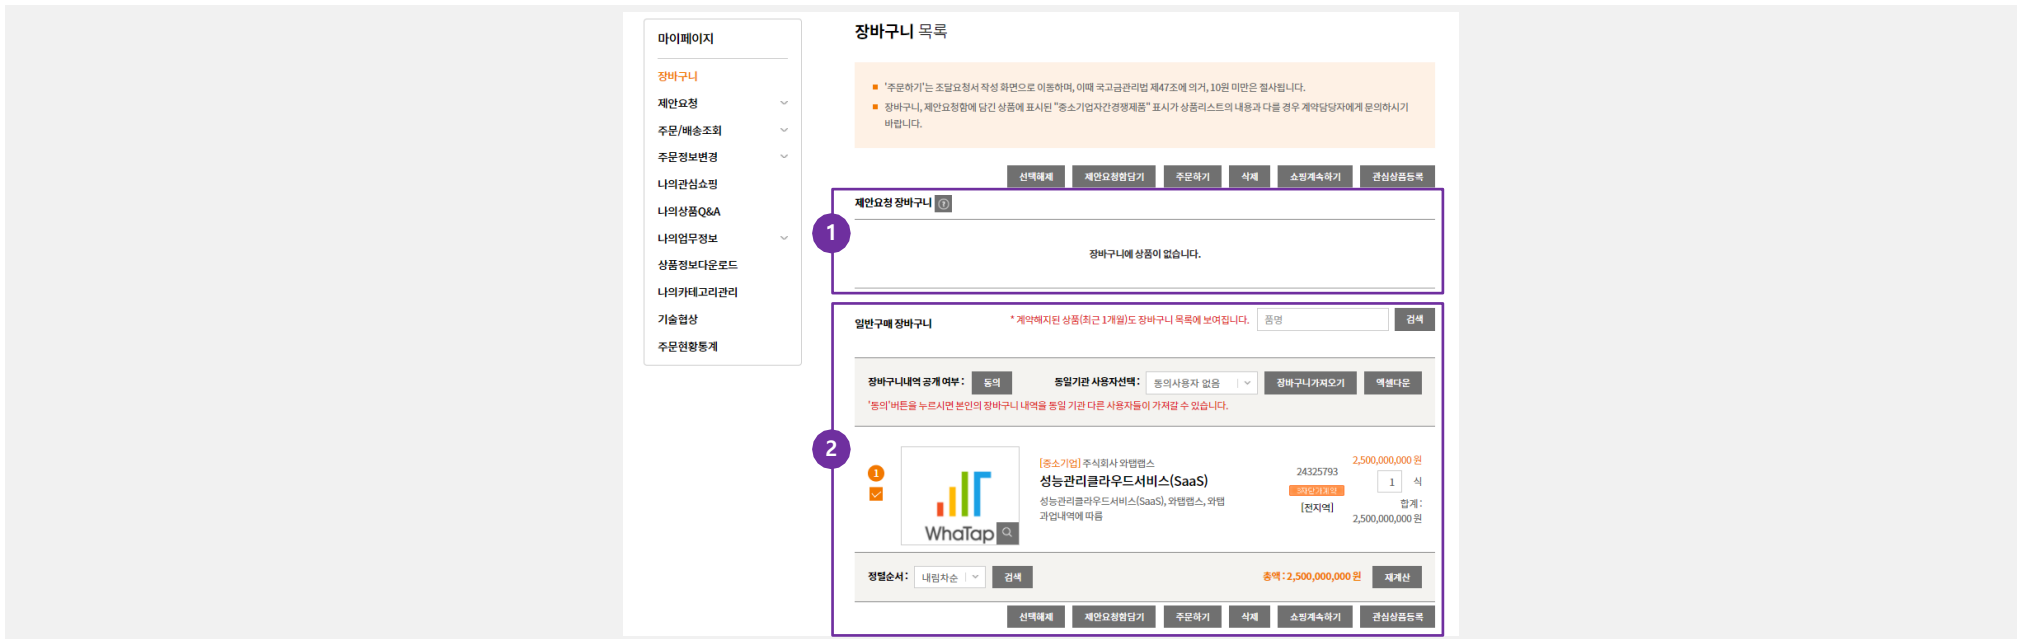 마이페이지
장바구니
제안요청
주문/배송조회
주문정보변경
나의관심쇼핑
나의상품Q&A
나의업무정보
상품정보다운로드
나의카테고리관리
기술협상
주문현황통계
장바구니 목록
'주문하기'는 조달요청서 작성 화면으로 이동하며, 이때 국고금관리법 제47조에 의거, 10원 미만은 절사됩니다.
장바구니, 제안요청함에 담긴 상품에 표시된 "중소기업자간경쟁제품" 표시가 상품리스트의 내용과 다를 경우 계약담당자에게 문의하시기
바랍니다.
선택해제 제안요청함담기 주문하기 삭제 쇼핑계속하기 관심상품등록
제안요청 장바구니 ?
1
장바구니에 상품이 없습니다.
일반구매 장바구니 * 계약해지된 상품(최근 1개월)도 장바구니 목록에 보여집니다. 품명 검색
장바구니내역 공개 여부 : 동의 동일기관 사용자선택 : 동의사용자 없음 장바구니가져오기 엑셀다운
'동의'버튼을 누르시면 본인의 장바구니 내역을 동일 기관 다른 사용자들이 가져갈 수 있습니다.
2
1
WhaTap
[중소기업] 주식회사 와탭랩스
성능관리클라우드서비스(SaaS)
성능관리클라우드서비스(SaaS), 와탭랩스, 와탭
과업내역에 따름
24325793
[전지역]
2,500,000,000 원
1 식
합계 :
2,500,000,000 원
정렬순서 : 내림차순 검색 총액 : 2,500,000,000 원 재계산
선택해제 제안요청함담기 주문하기 삭제 쇼핑계속하기 관심상품등록